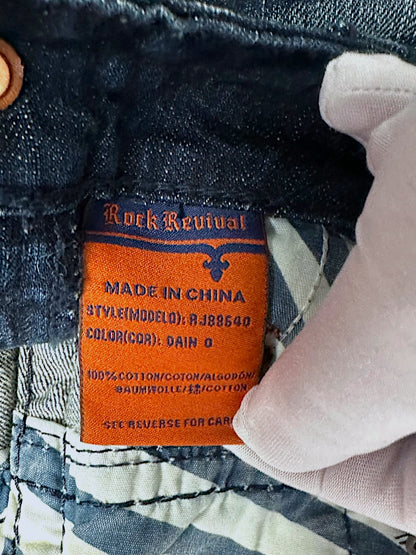 Rock Revival
MADE IN CHINA
STYLE(MODELO): RJ88640
COLOR(COR): DAIN 0
100%COTTON/COTON/ALGODÓN/
BAUMWOLLE/棉/COTTON
SEE REVERSE FOR CARE